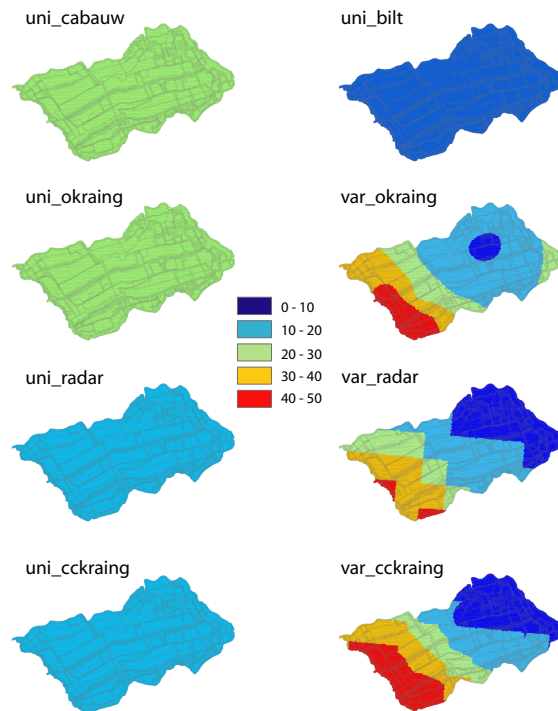 uni_cabauw
uni_bilt
uni_okraing
var_okraing
0 - 10
10 - 20
20 - 30
30 - 40
40 - 50
uni_radar
var_radar
uni_cckraing
var_cckraing